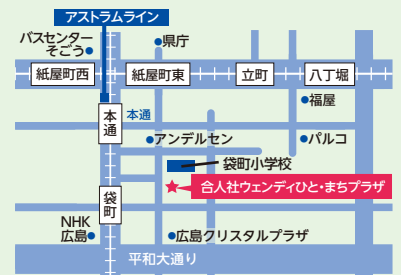 アストラムライン
バスセンター
そごう
県庁
紙屋町西
紙屋町東
立町
八丁堀
福屋
本通
本通
アンデルセン
パルコ
袋町小学校
合人社ウェンディひと・まちプラザ
袋町
NHK
広島
広島クリスタルプラザ
平和大通り